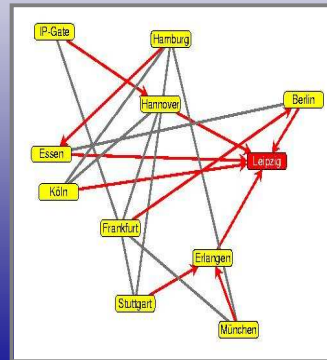 IP-Gate
Hamburg
Berlin
Hannover
Essen
Leipzig
Köln
Frankfurt
Erlangen
Stuttgart
München